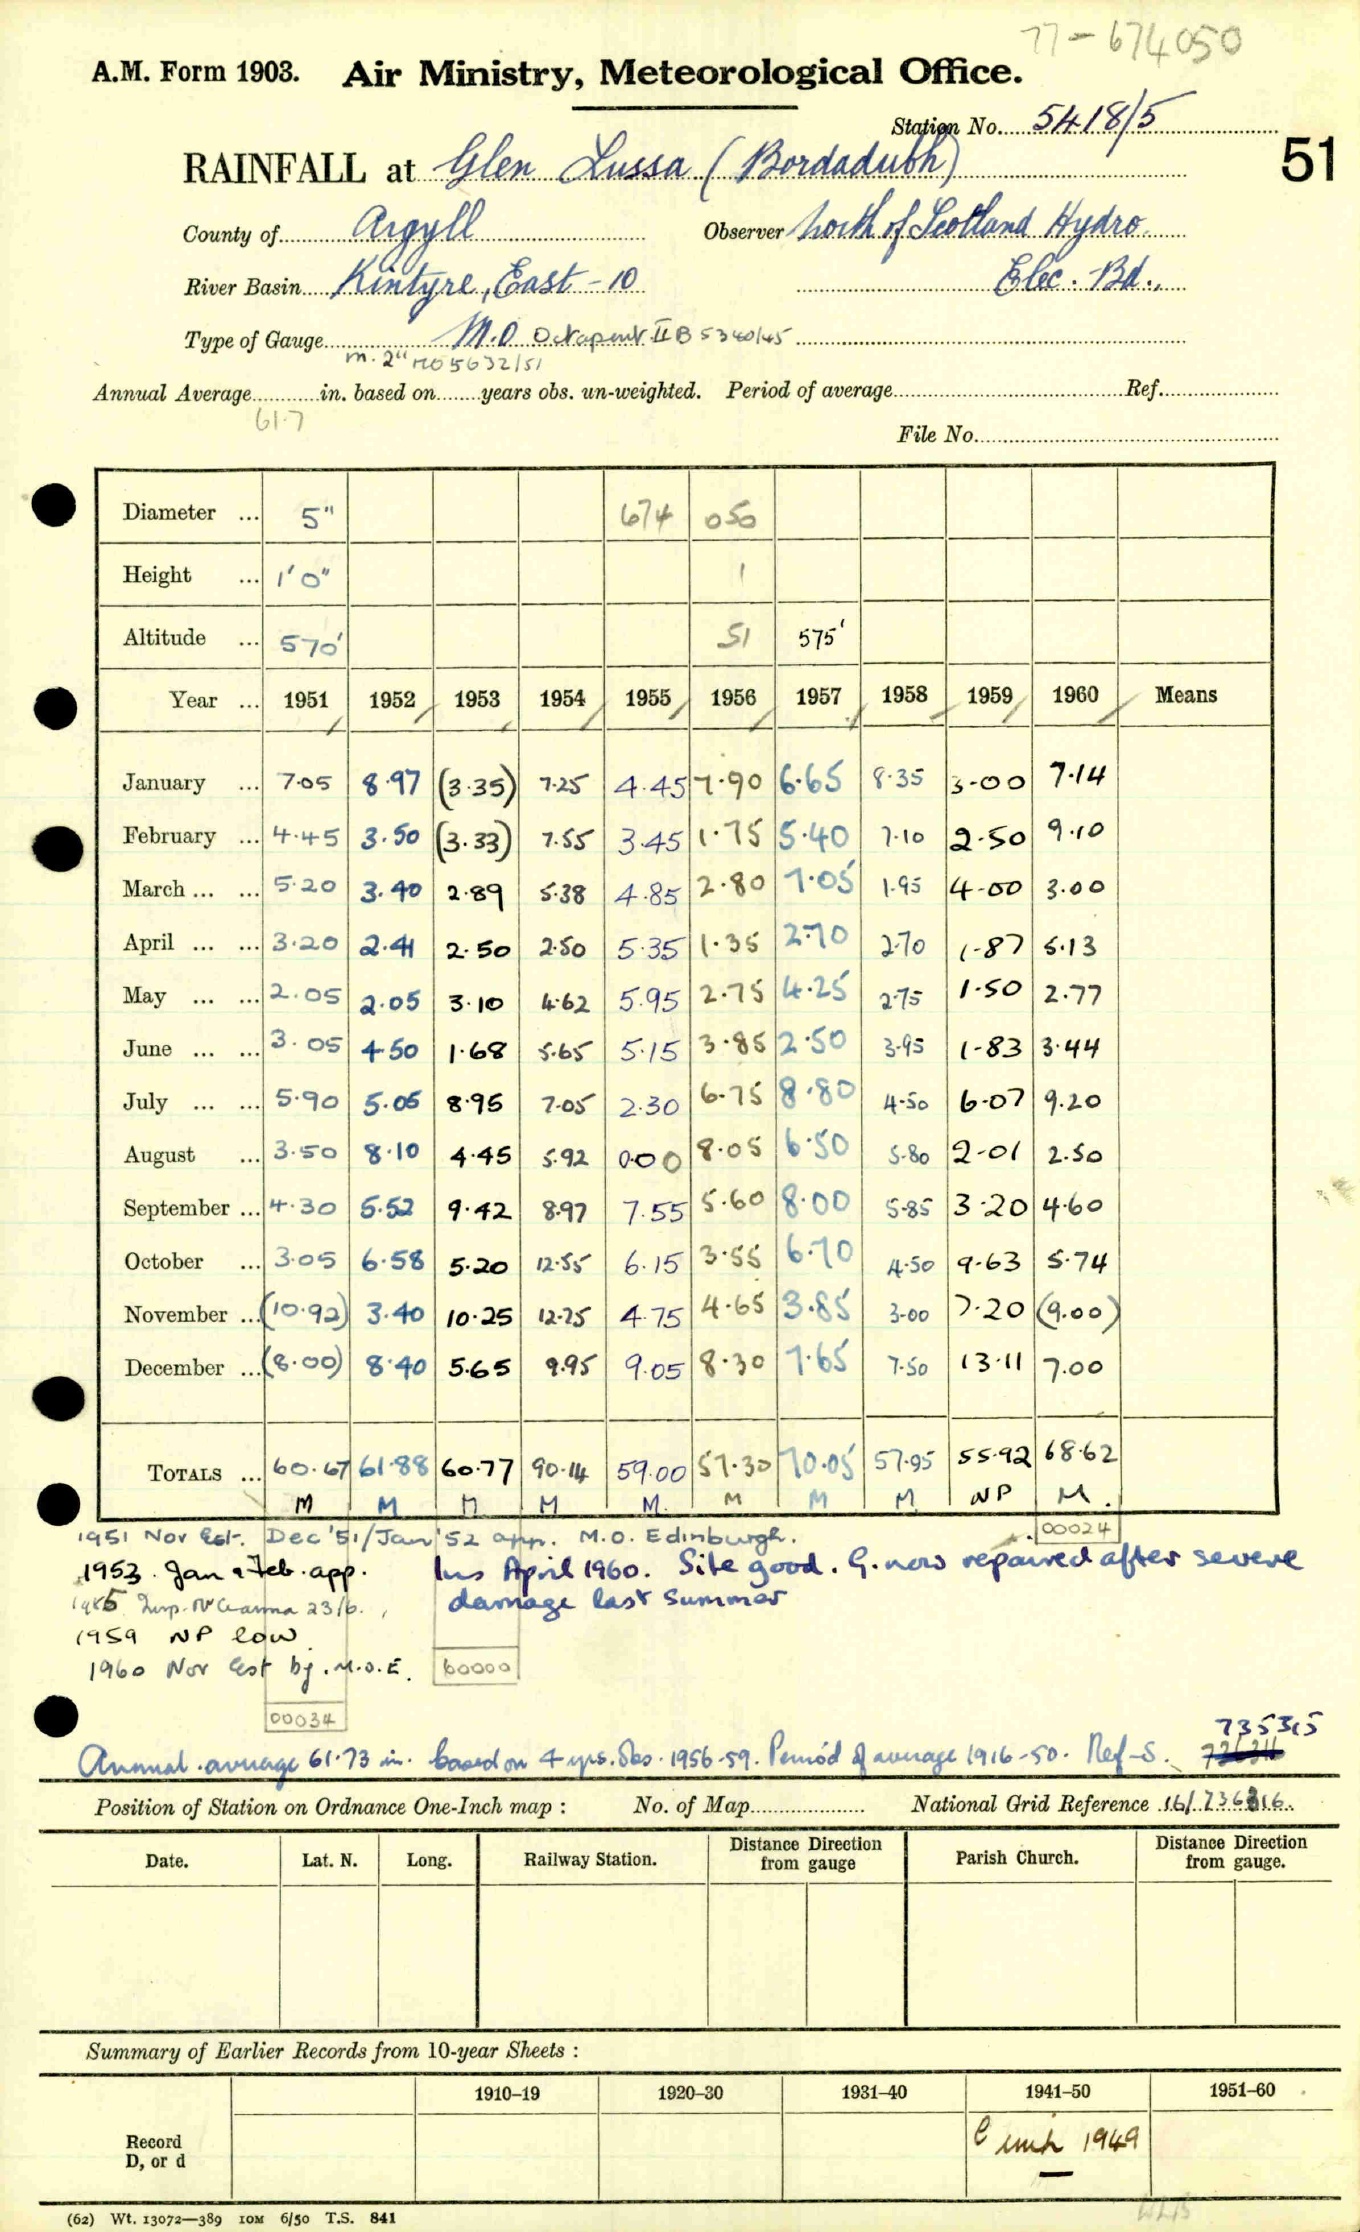 77-674050
A.M. Form 1903. Air Ministry, Meteorological Office.
Station No. 5418/5
51
RAINFALL at Glen Lussa (Bordadubh)
County of Argyll Observer North of Scotland Hydro.
River Basin Kintyre, East-10 Elec. Bd.,
Type of Gauge M.O Octapent II B 5340/45
m. 2" MO 5632/51
Annual Average in. based on years obs. un-weighted. Period of average Ref.
61.7
File No.
Diameter ... 5" 674 050
Height ... 1'0" 1
Altitude ... 570' 51 575'
Year ... 1951 1952 1953 1954 1955 1956 1957 1958 1959 1960 Means
January ... 7.05 8.97 (3.35) 7.25 4.45 7.90 6.65 8.35 3.00 7.14
February ... 4.45 3.50 (3.33) 7.55 3.45 1.75 5.40 7.10 2.50 9.10
March ... ... 5.20 3.40 2.89 5.38 4.85 2.80 7.05 1.95 4.00 3.00
April ... ... 3.20 2.41 2.50 2.50 5.35 1.35 2.70 2.70 1.87 5.13
May ... ... 2.05 2.05 3.10 4.62 5.95 2.75 4.25 2.75 1.50 2.77
June ... ... 3.05 4.50 1.68 5.65 5.15 3.85 2.50 3.95 1.83 3.44
July ... ... 5.90 5.05 8.95 7.05 2.30 6.75 8.80 4.50 6.07 9.20
August ... 3.50 8.10 4.45 5.92 0.00 8.05 6.50 5.80 2.01 2.50
September ... 4.30 5.52 9.42 8.97 7.55 5.60 8.00 5.85 3.20 4.60
October ... 3.05 6.58 5.20 12.55 6.15 3.55 6.70 4.50 9.63 5.74
November ... (10.92) 3.40 10.25 12.75 4.75 4.65 3.85 3.00 7.20 (9.00)
December ... (8.00) 8.40 5.65 9.95 9.05 8.30 7.65 7.50 13.11 7.00
TOTALS ... 60.67 61.88 60.77 90.14 59.00 57.30 70.05 57.95 55.92 68.62
M M M M M. M M M NP M.
1951 Nov Est. Dec '51/Jan '52 app. M.O. Edinburgh. 00024
1953. Jan & Feb. app. Ins April 1960. Site good. G. now repaired after severe
damage last summer
1959 NP low
1960 Nov Est by M.O.E. 60000
00034
735315
Annual average 61.73 in. based on 4 yrs. Obs. 1956-59. Period of average 1916-50. Ref-S.
Position of Station on Ordnance One-Inch map : No. of Map National Grid Reference 16/736316
Date. Lat. N. Long. Railway Station. Distance Direction from gauge Parish Church. Distance Direction from gauge.
Summary of Earlier Records from 10-year Sheets :
1910–19 1920–30 1931–40 1941–50 1951–60
Record
D, or d
1949
(62) Wt. 13072—389 10M 6/50 T.S. 841